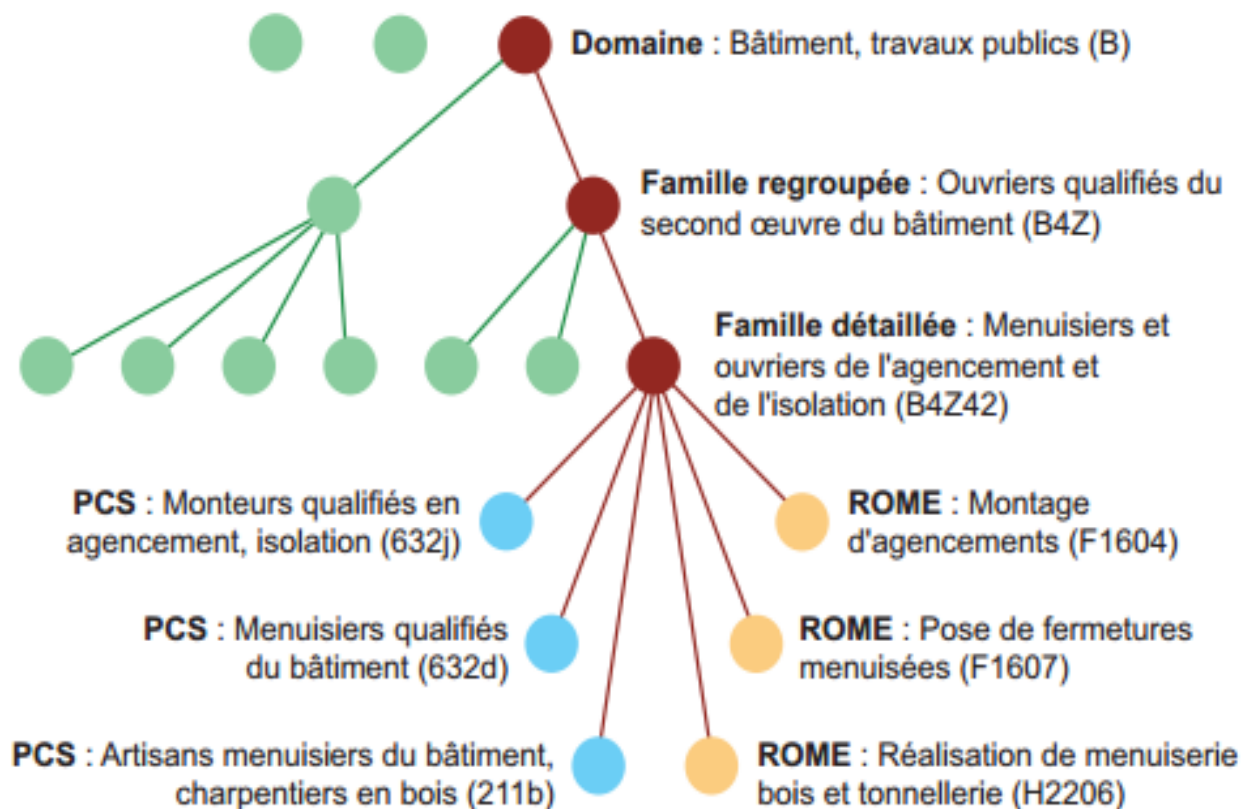 Domaine : Bâtiment, travaux publics (B)
Famille regroupée : Ouvriers qualifiés du
second œuvre du bâtiment (B4Z)
Famille détaillée : Menuisiers et
ouvriers de l'agencement et
de l'isolation (B4Z42)
PCS : Monteurs qualifiés en
agencement, isolation (632j)
ROME : Montage
d'agencements (F1604)
PCS : Menuisiers qualifiés
du bâtiment (632d)
ROME : Pose de fermetures
menuisées (F1607)
PCS : Artisans menuisiers du bâtiment,
charpentiers en bois (211b)
ROME : Réalisation de menuiserie
bois et tonnellerie (H2206)